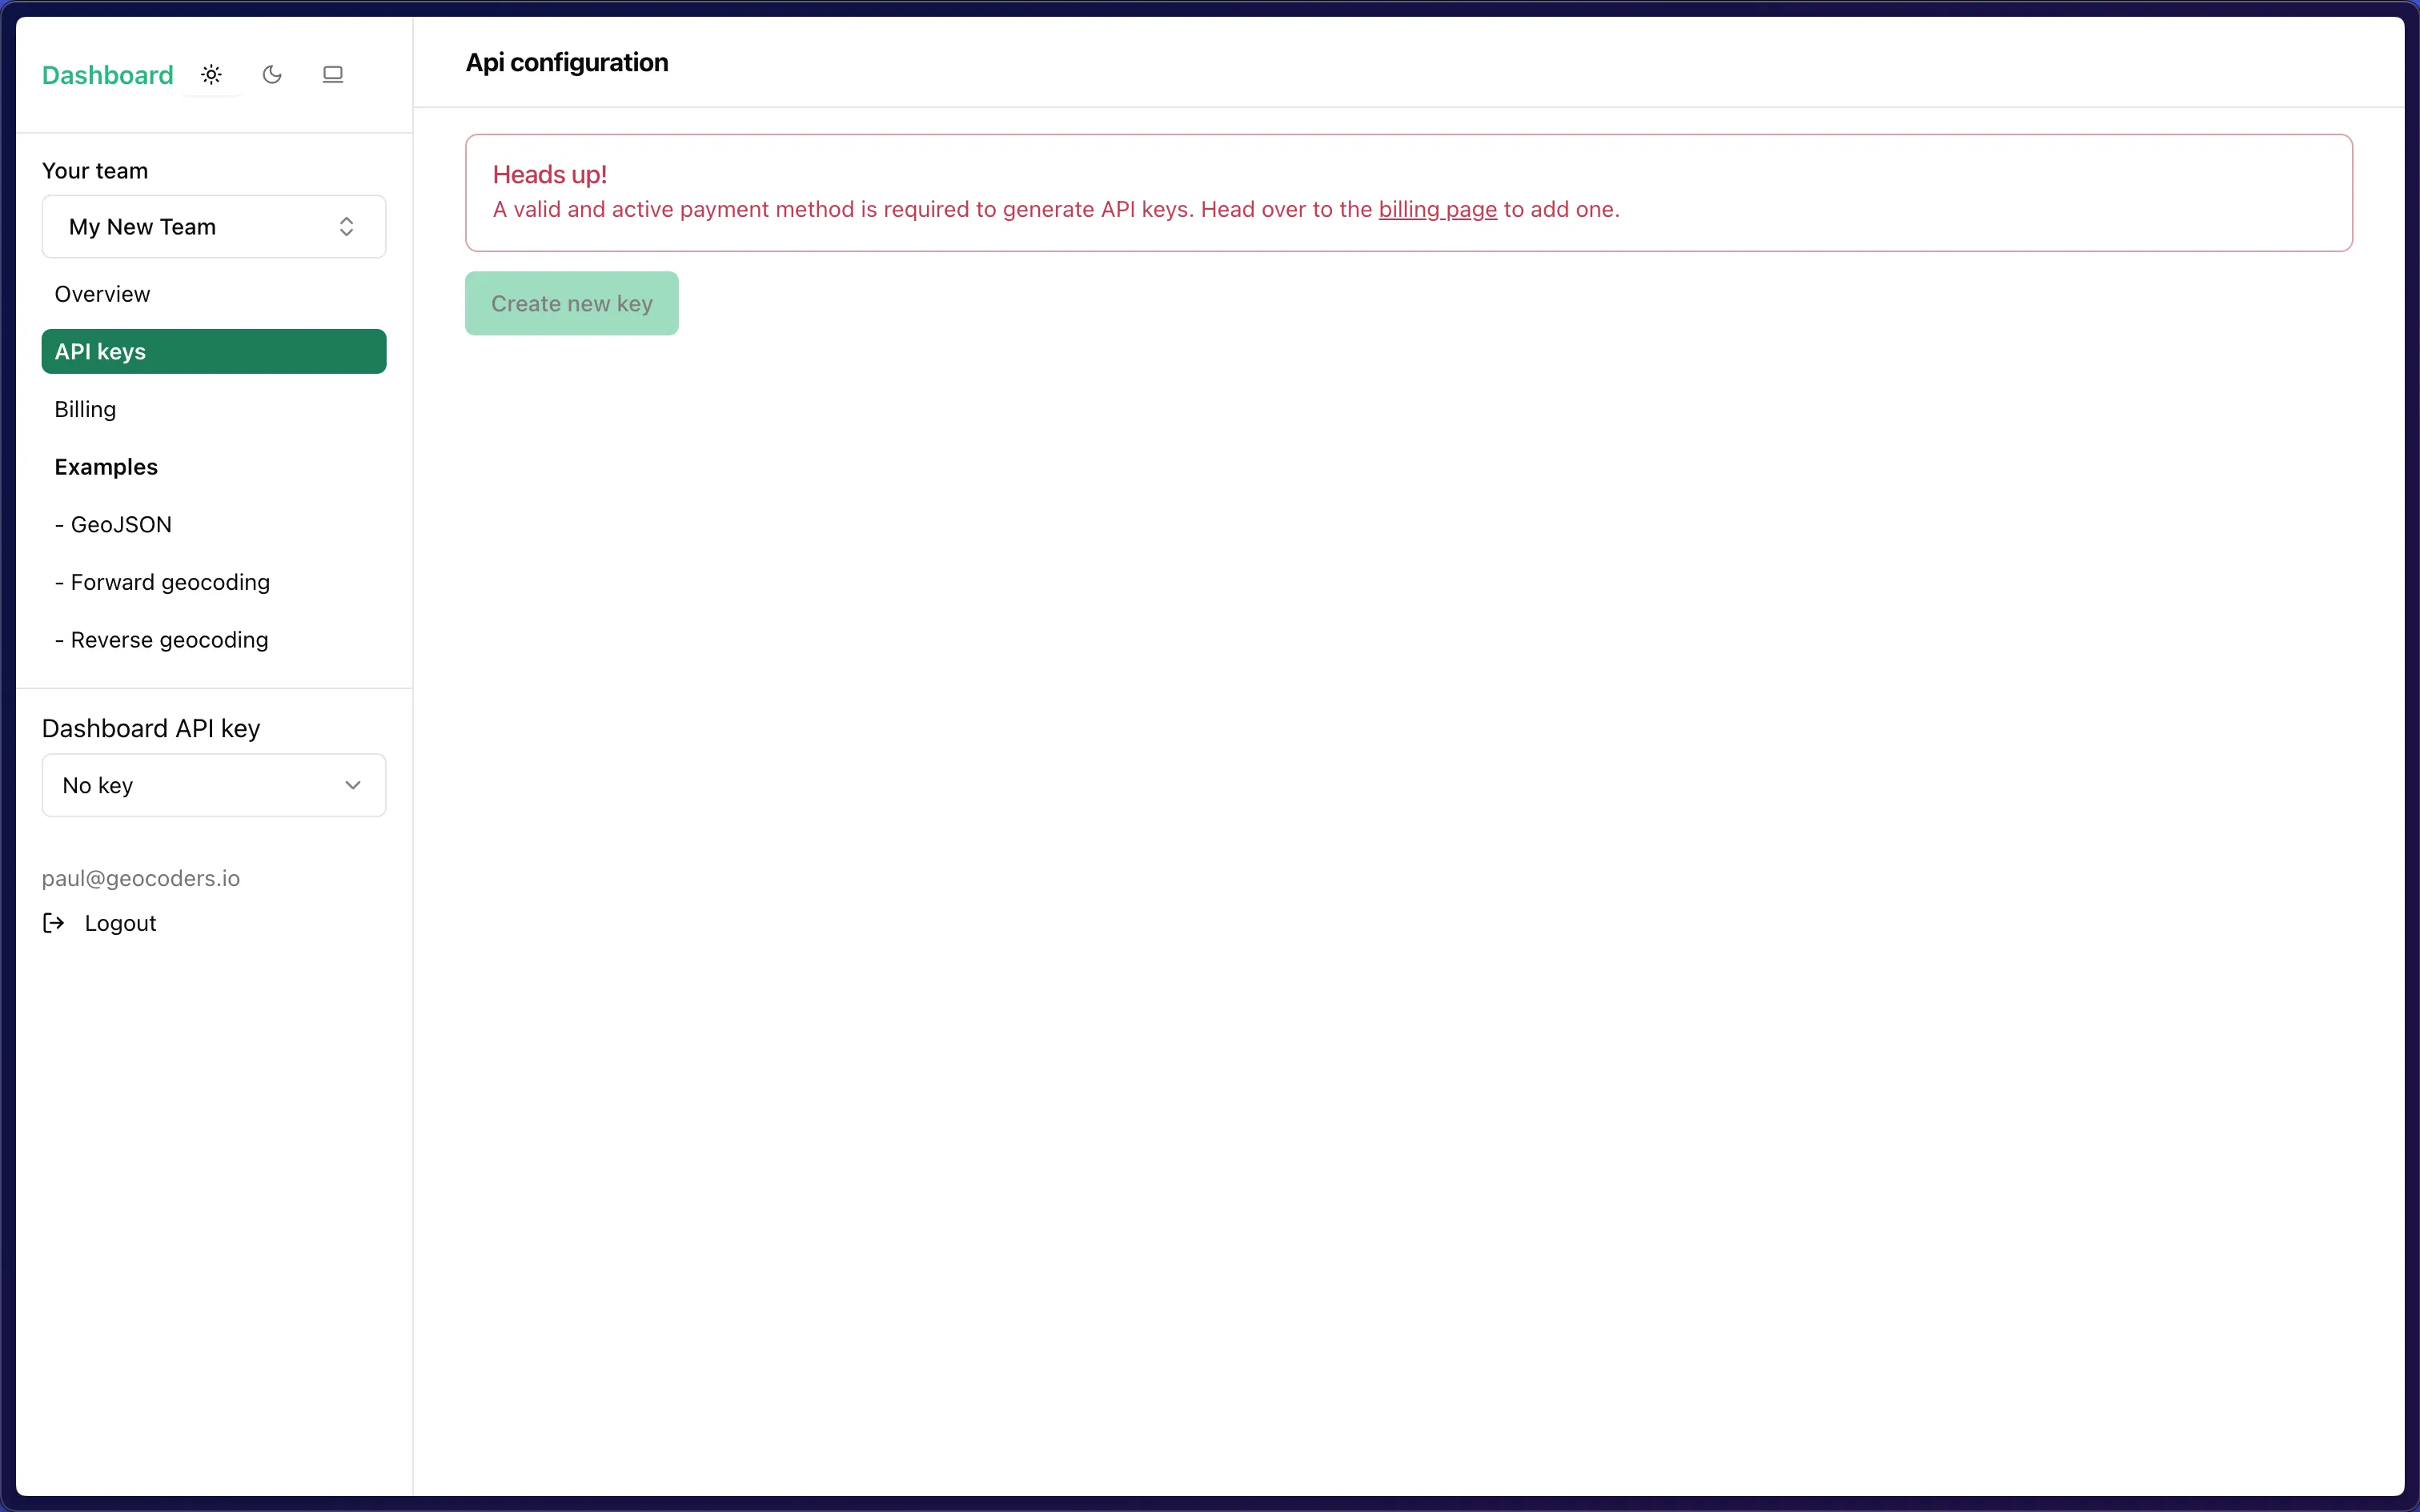 Dashboard
Your team
My New Team
Overview
API keys
Billing
Examples
- GeoJSON
- Forward geocoding
- Reverse geocoding
Dashboard API key
No key
paul@geocoders.io
Logout
Api configuration
Heads up!
A valid and active payment method is required to generate API keys. Head over to the billing page to add one.
Create new key